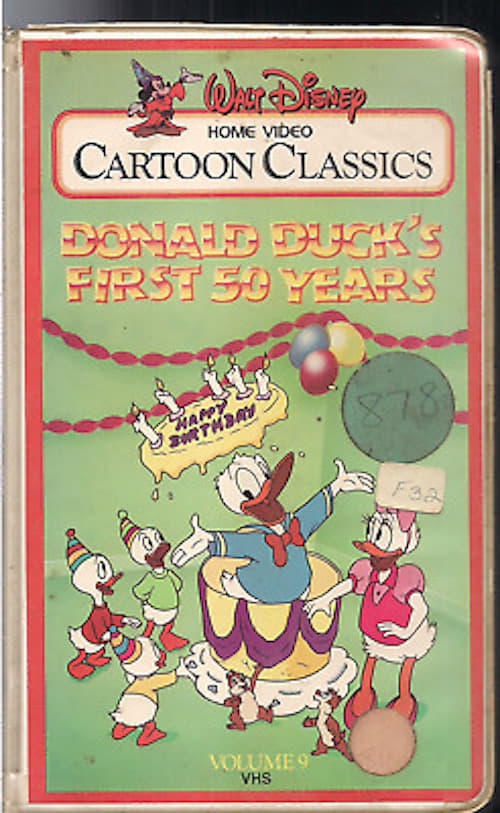 WALT DISNEY
HOME VIDEO
CARTOON CLASSICS
DONALD DUCK'S
FIRST 50 YEARS
HAPPY
BIRTHDAY
878
F32
VOLUME 9
VHS